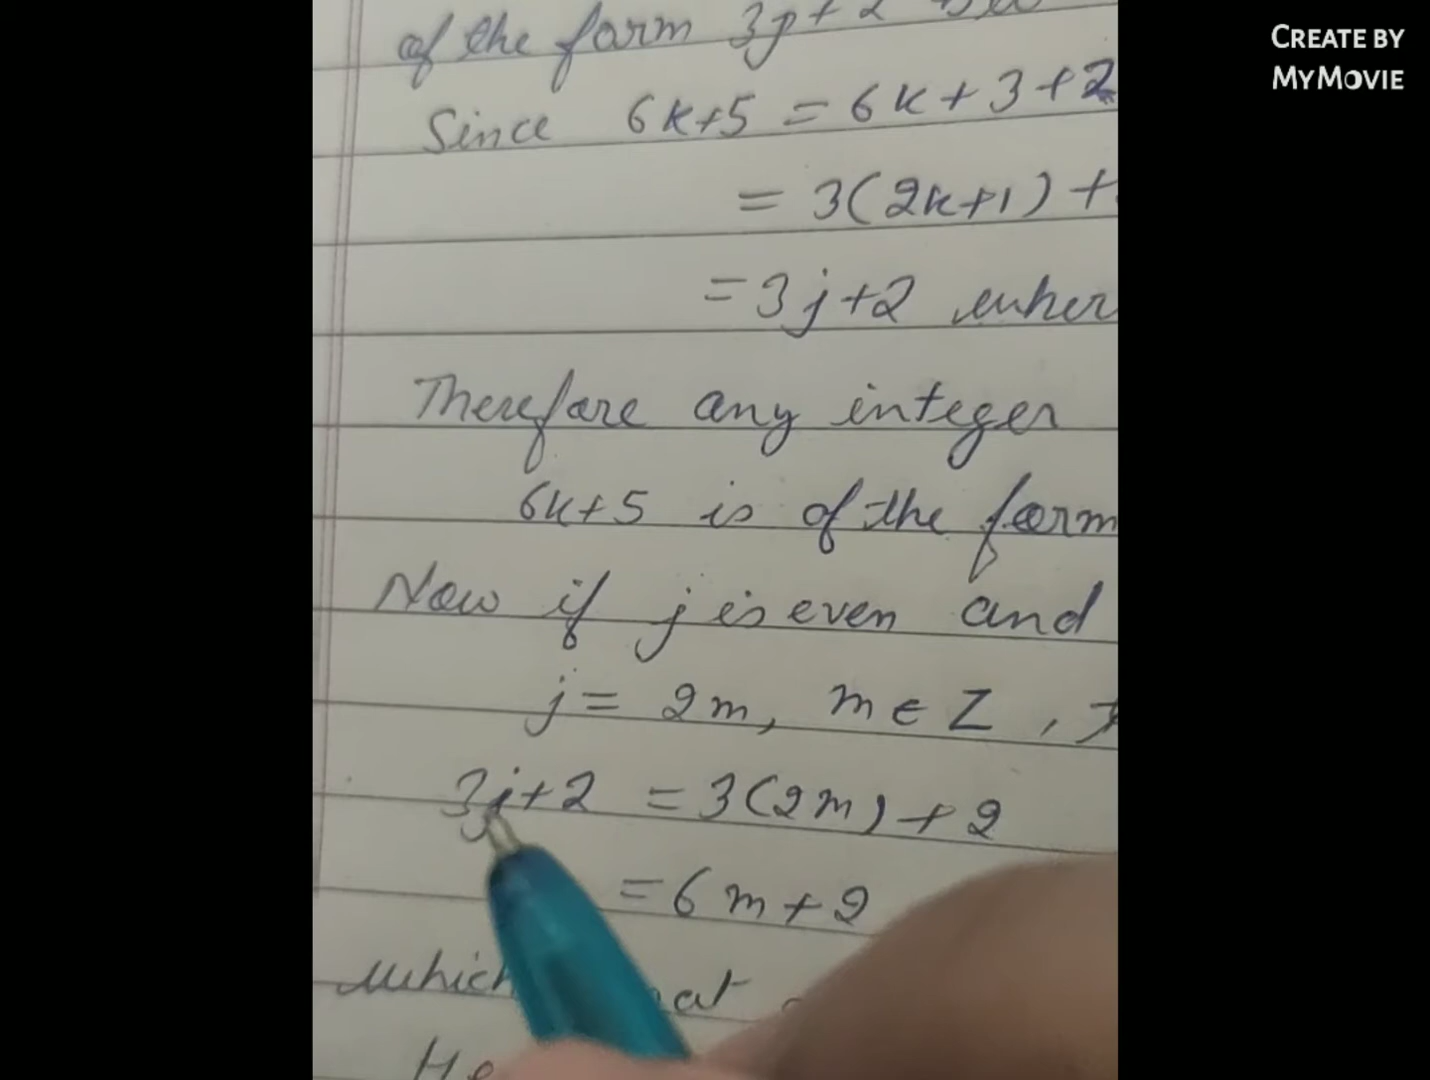 of the form 3j+2
Since 6k+5 = 6k+3+2
= 3(2k+1)+
= 3j+2 wher
Therefore any integer
6k+5 is of the form
Now if j is even and
j = 2m, m ∈ Z,
3j+2 = 3(2m)+2
= 6m+2
which
CREATE BY
MYMOVIE